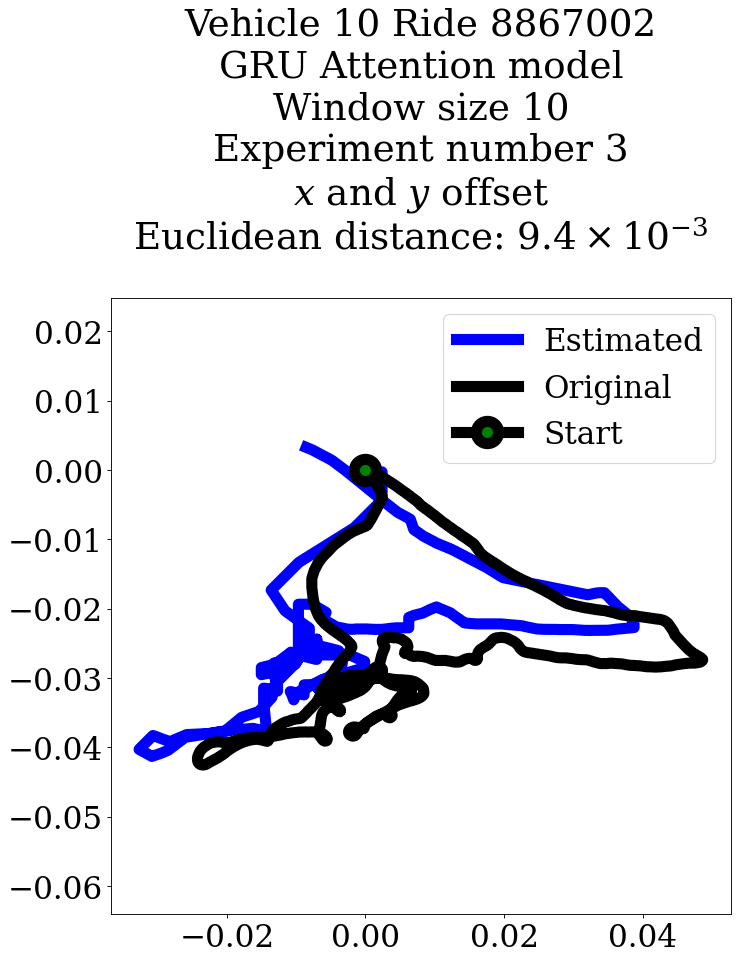 Vehicle 10 Ride 8867002
GRU Attention model
Window size 10
Experiment number 3
x and y offset
Euclidean distance: 9.4 × 10⁻³
Estimated
Original
Start
0.02
0.01
0.00
−0.01
−0.02
−0.03
−0.04
−0.05
−0.06
−0.02 0.00 0.02 0.04